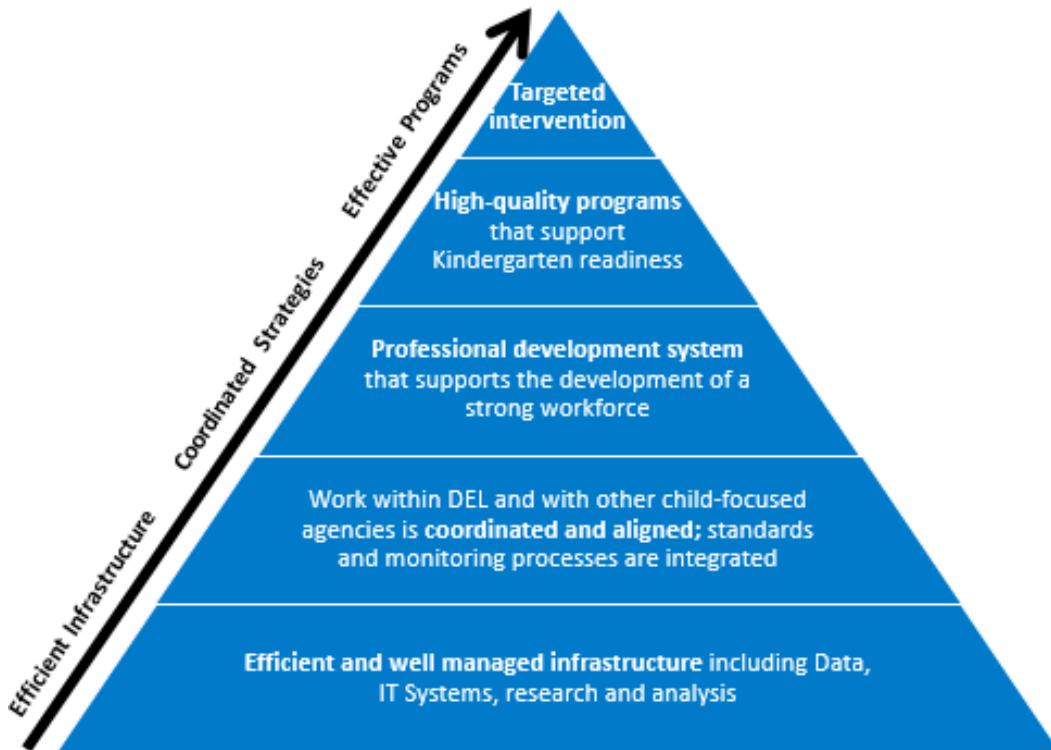 Targeted
intervention
High-quality programs
that support
Kindergarten readiness
Professional development system
that supports the development of a
strong workforce
Work within DEL and with other child-focused
agencies is coordinated and aligned; standards
and monitoring processes are integrated
Efficient and well managed infrastructure including Data,
IT Systems, research and analysis
Efficient Infrastructure
Coordinated Strategies
Effective Programs